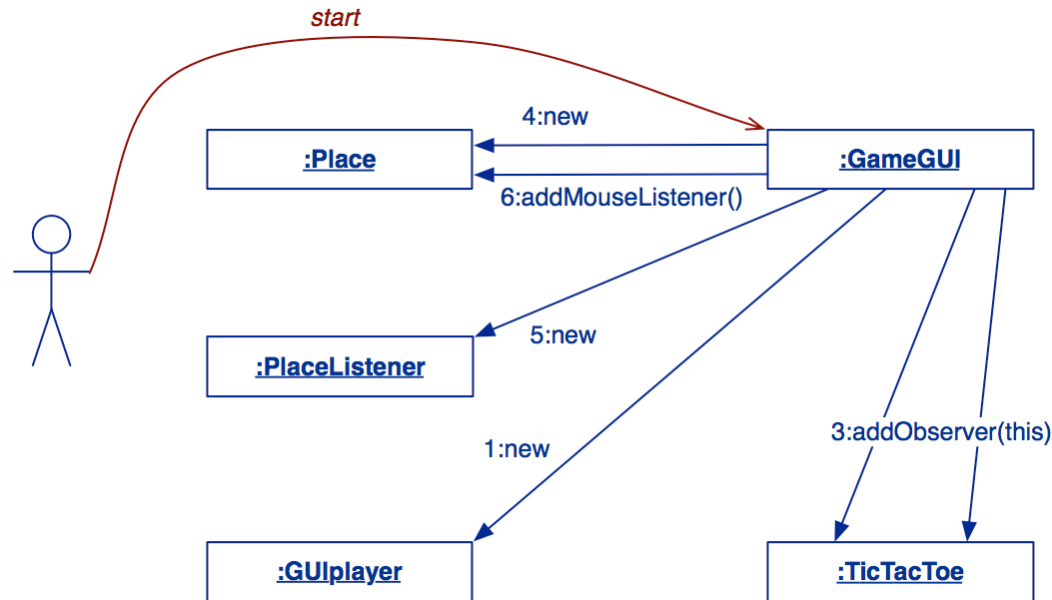 start
4:new
:Place
:GameGUI
6:addMouseListener()
5:new
:PlaceListener
3:addObserver(this)
1:new
:GUIplayer
:TicTacToe